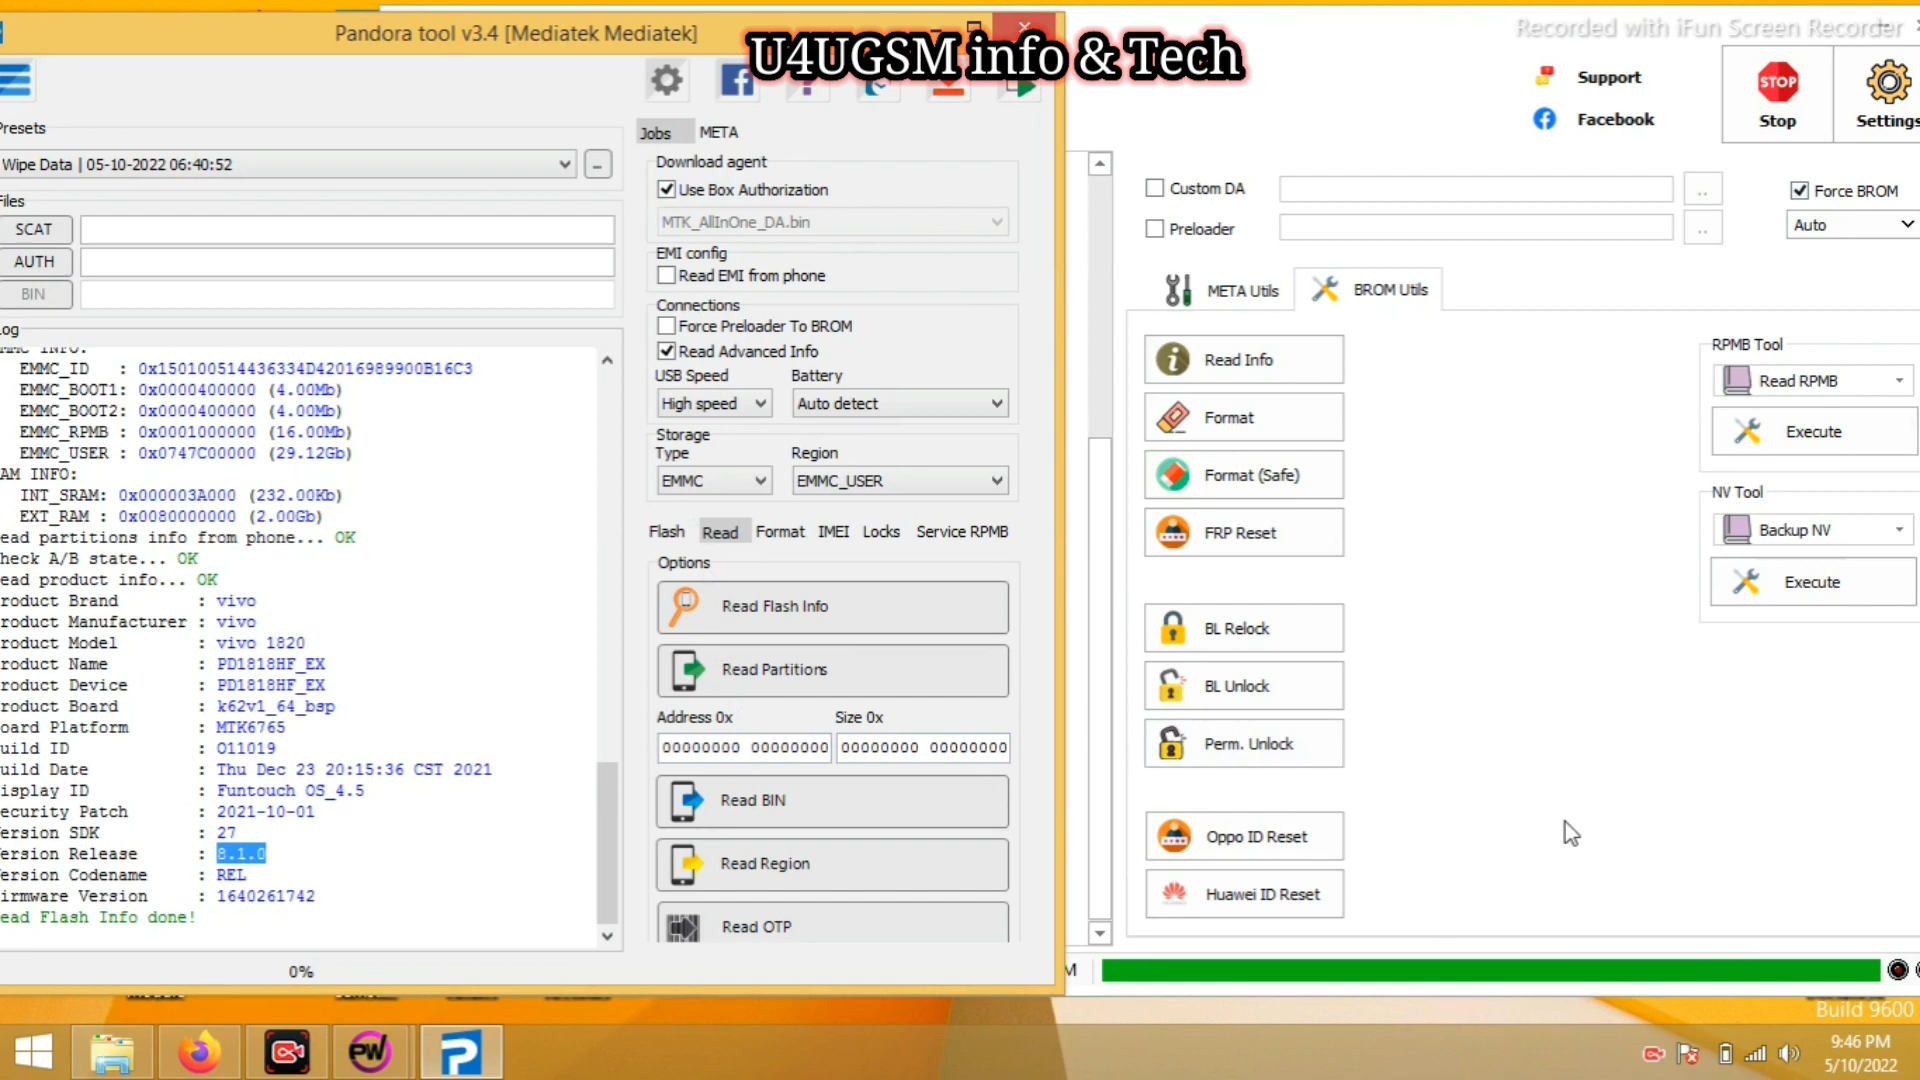 Pandora tool v3.4 [Mediatek Mediatek]
U4UGSM info & Tech
Recorded with iFun Screen Recorder
Support
Facebook
STOP
Stop
Settings
Presets
Wipe Data | 05-10-2022 06:40:52
...
Files
SCAT
AUTH
BIN
Log
EMMC INFO:
EMMC_ID : 0x150100514436334D42016989900B16C3
EMMC_BOOT1: 0x0000400000 (4.00Mb)
EMMC_BOOT2: 0x0000400000 (4.00Mb)
EMMC_RPMB : 0x0001000000 (16.00Mb)
EMMC_USER : 0x0747C00000 (29.12Gb)
AM INFO:
INT_SRAM: 0x000003A000 (232.00Kb)
EXT_RAM : 0x0080000000 (2.00Gb)
ead partitions info from phone... OK
heck A/B state... OK
ead product info... OK
roduct Brand : vivo
roduct Manufacturer : vivo
roduct Model : vivo 1820
roduct Name : PD1818HF_EX
roduct Device : PD1818HF_EX
roduct Board : k62v1_64_bsp
oard Platform : MTK6765
uild ID : O11019
uild Date : Thu Dec 23 20:15:36 CST 2021
isplay ID : Funtouch OS_4.5
ecurity Patch : 2021-10-01
ersion SDK : 27
ersion Release : 8.1.0
ersion Codename : REL
irmware Version : 1640261742
ead Flash Info done!
0%
Jobs META
Download agent
Use Box Authorization
MTK_AllInOne_DA.bin
EMI config
Read EMI from phone
Connections
Force Preloader To BROM
Read Advanced Info
USB Speed Battery
High speed Auto detect
Storage
Type Region
EMMC EMMC_USER
Flash Read Format IMEI Locks Service RPMB
Options
Read Flash Info
Read Partitions
Address 0x Size 0x
00000000 00000000 00000000 00000000
Read BIN
Read Region
Read OTP
Custom DA ..
Preloader ..
Force BROM
Auto
META Utils BROM Utils
Read Info
Format
Format (Safe)
FRP Reset
BL Relock
BL Unlock
Perm. Unlock
Oppo ID Reset
Huawei ID Reset
RPMB Tool
Read RPMB
Execute
NV Tool
Backup NV
Execute
M
Build 9600
PW
9:46 PM
5/10/2022